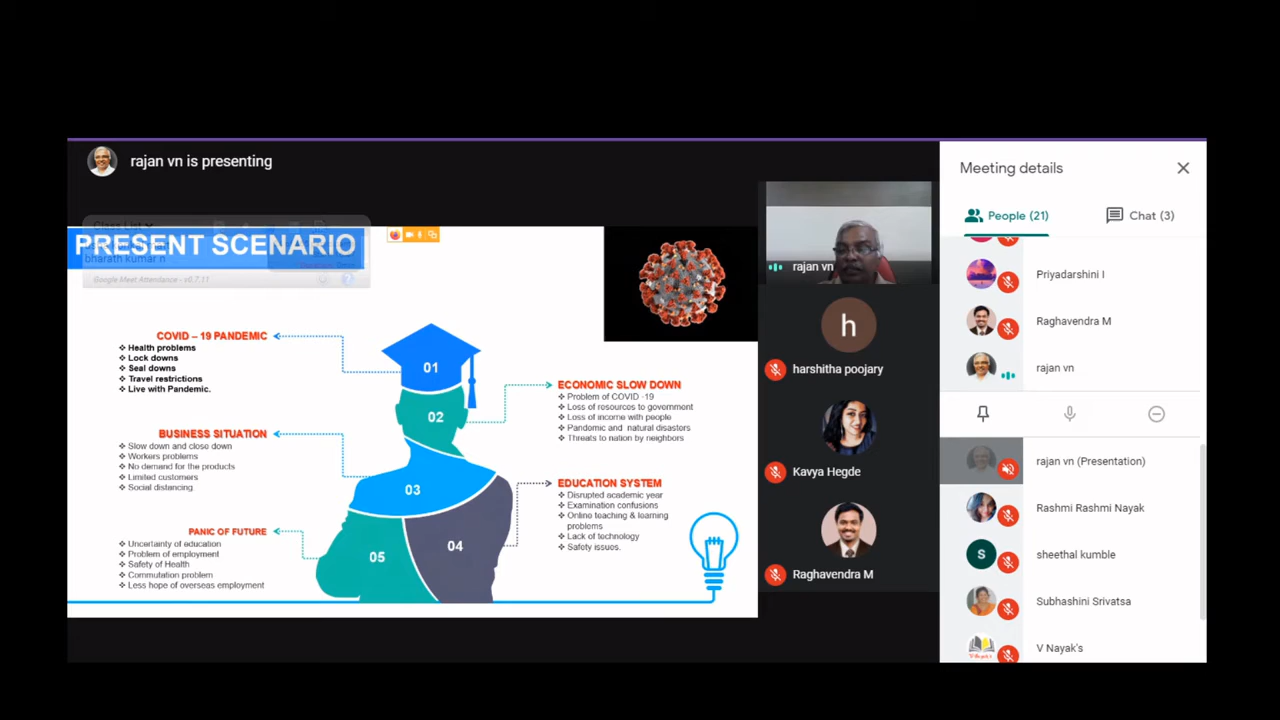 rajan vn is presenting
Class List
PRESENT SCENARIO
bharath kumar n
Google Meet Attendance - v0.7.11
COVID – 19 PANDEMIC
❖ Health problems
❖ Lock downs
❖ Seal downs
❖ Travel restrictions
❖ Live with Pandemic.
BUSINESS SITUATION
❖ Slow down and close down
❖ Workers problems
❖ No demand for the products
❖ Limited customers
❖ Social distancing
PANIC OF FUTURE
❖ Uncertainty of education
❖ Problem of employment
❖ Safety of Health
❖ Commutation problem
❖ Less hope of overseas employment
01
02
03
04
05
ECONOMIC SLOW DOWN
❖ Problem of COVID -19
❖ Loss of resources to government
❖ Loss of income with people
❖ Pandemic and natural disasters
❖ Threats to nation by neighbors
EDUCATION SYSTEM
❖ Disrupted academic year
❖ Examination confusions
❖ Online teaching & learning
problems
❖ Lack of technology
❖ Safety issues.
rajan vn
h
harshitha poojary
Kavya Hegde
Raghavendra M
Meeting details
People (21)
Chat (3)
Priyadarshini I
Raghavendra M
rajan vn
rajan vn (Presentation)
Rashmi Rashmi Nayak
S
sheethal kumble
Subhashini Srivatsa
V Nayak's